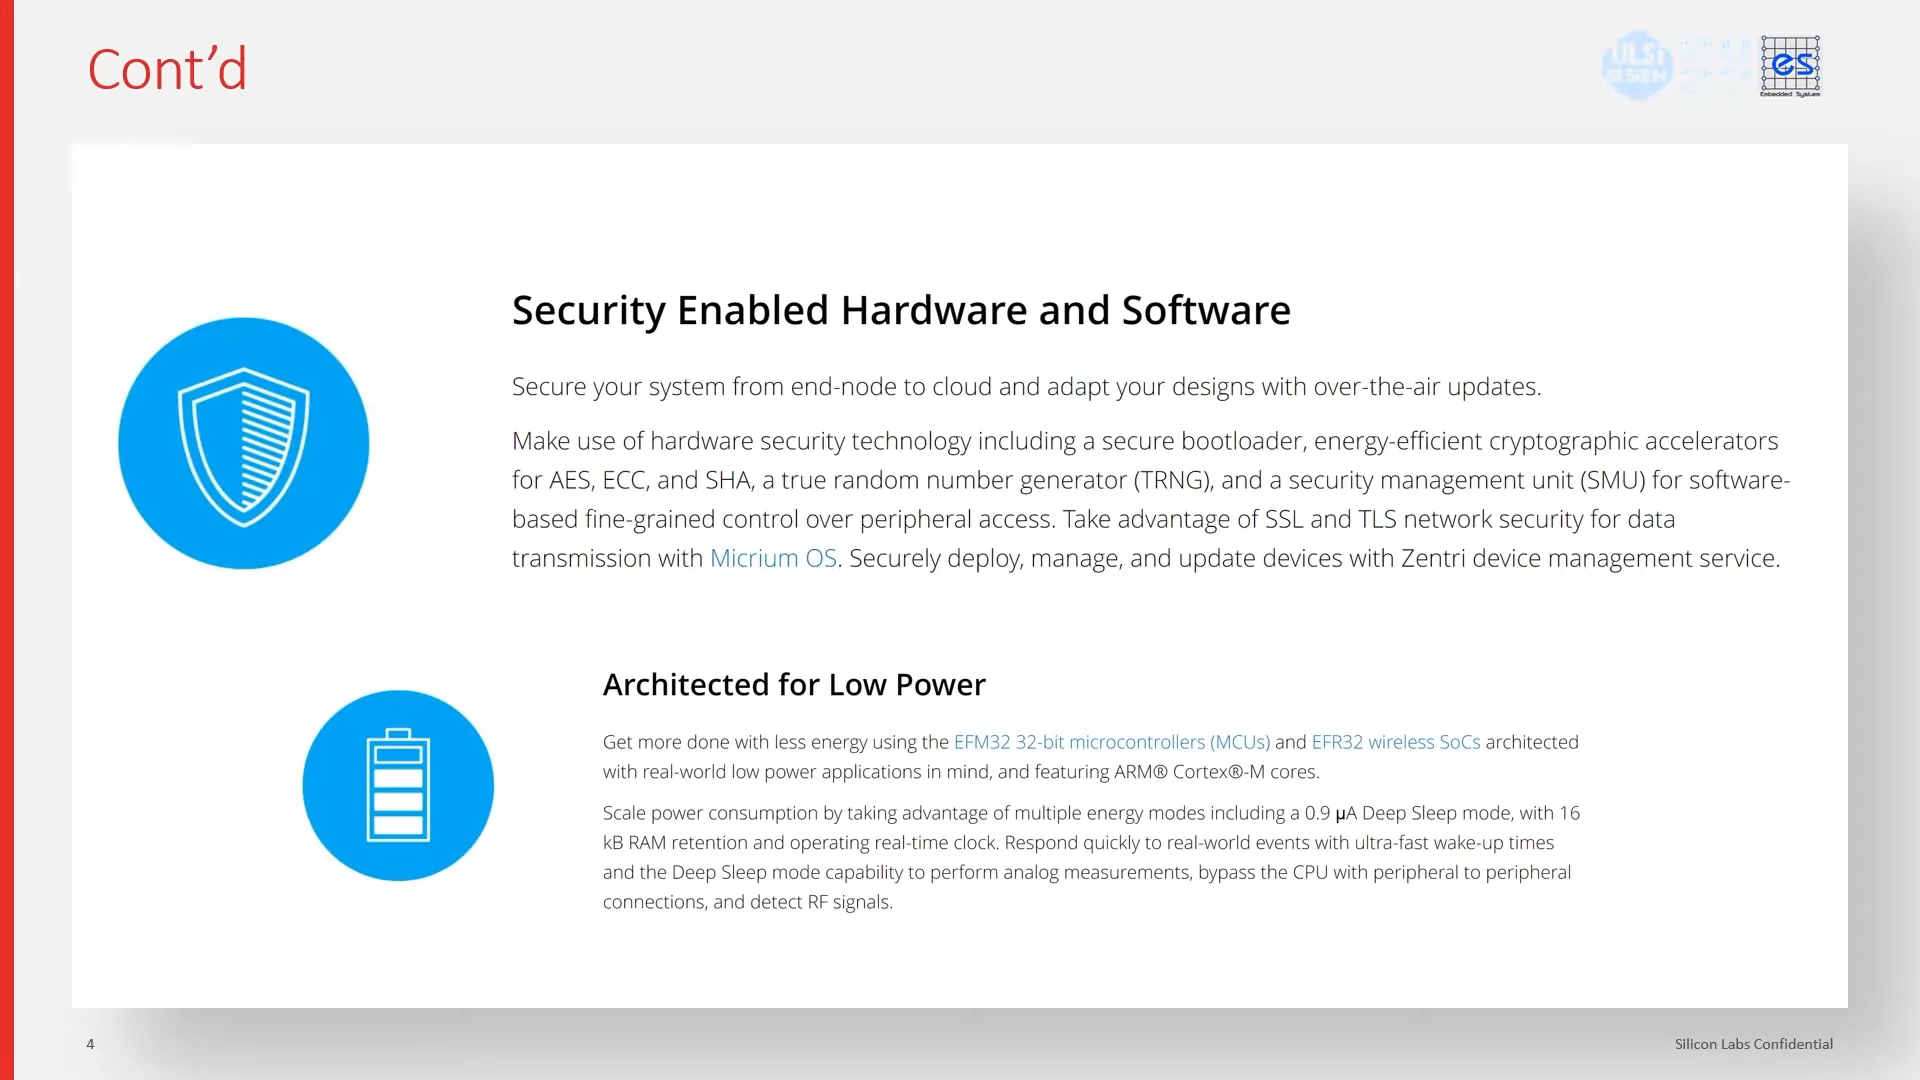 Cont’d
ULSi
DESIGN
es
Embedded System
Security Enabled Hardware and Software
Secure your system from end-node to cloud and adapt your designs with over-the-air updates.
Make use of hardware security technology including a secure bootloader, energy-efficient cryptographic accelerators
for AES, ECC, and SHA, a true random number generator (TRNG), and a security management unit (SMU) for software-
based fine-grained control over peripheral access. Take advantage of SSL and TLS network security for data
transmission with Micrium OS. Securely deploy, manage, and update devices with Zentri device management service.
Architected for Low Power
Get more done with less energy using the EFM32 32-bit microcontrollers (MCUs) and EFR32 wireless SoCs architected
with real-world low power applications in mind, and featuring ARM® Cortex®-M cores.
Scale power consumption by taking advantage of multiple energy modes including a 0.9 µA Deep Sleep mode, with 16
kB RAM retention and operating real-time clock. Respond quickly to real-world events with ultra-fast wake-up times
and the Deep Sleep mode capability to perform analog measurements, bypass the CPU with peripheral to peripheral
connections, and detect RF signals.
4
Silicon Labs Confidential